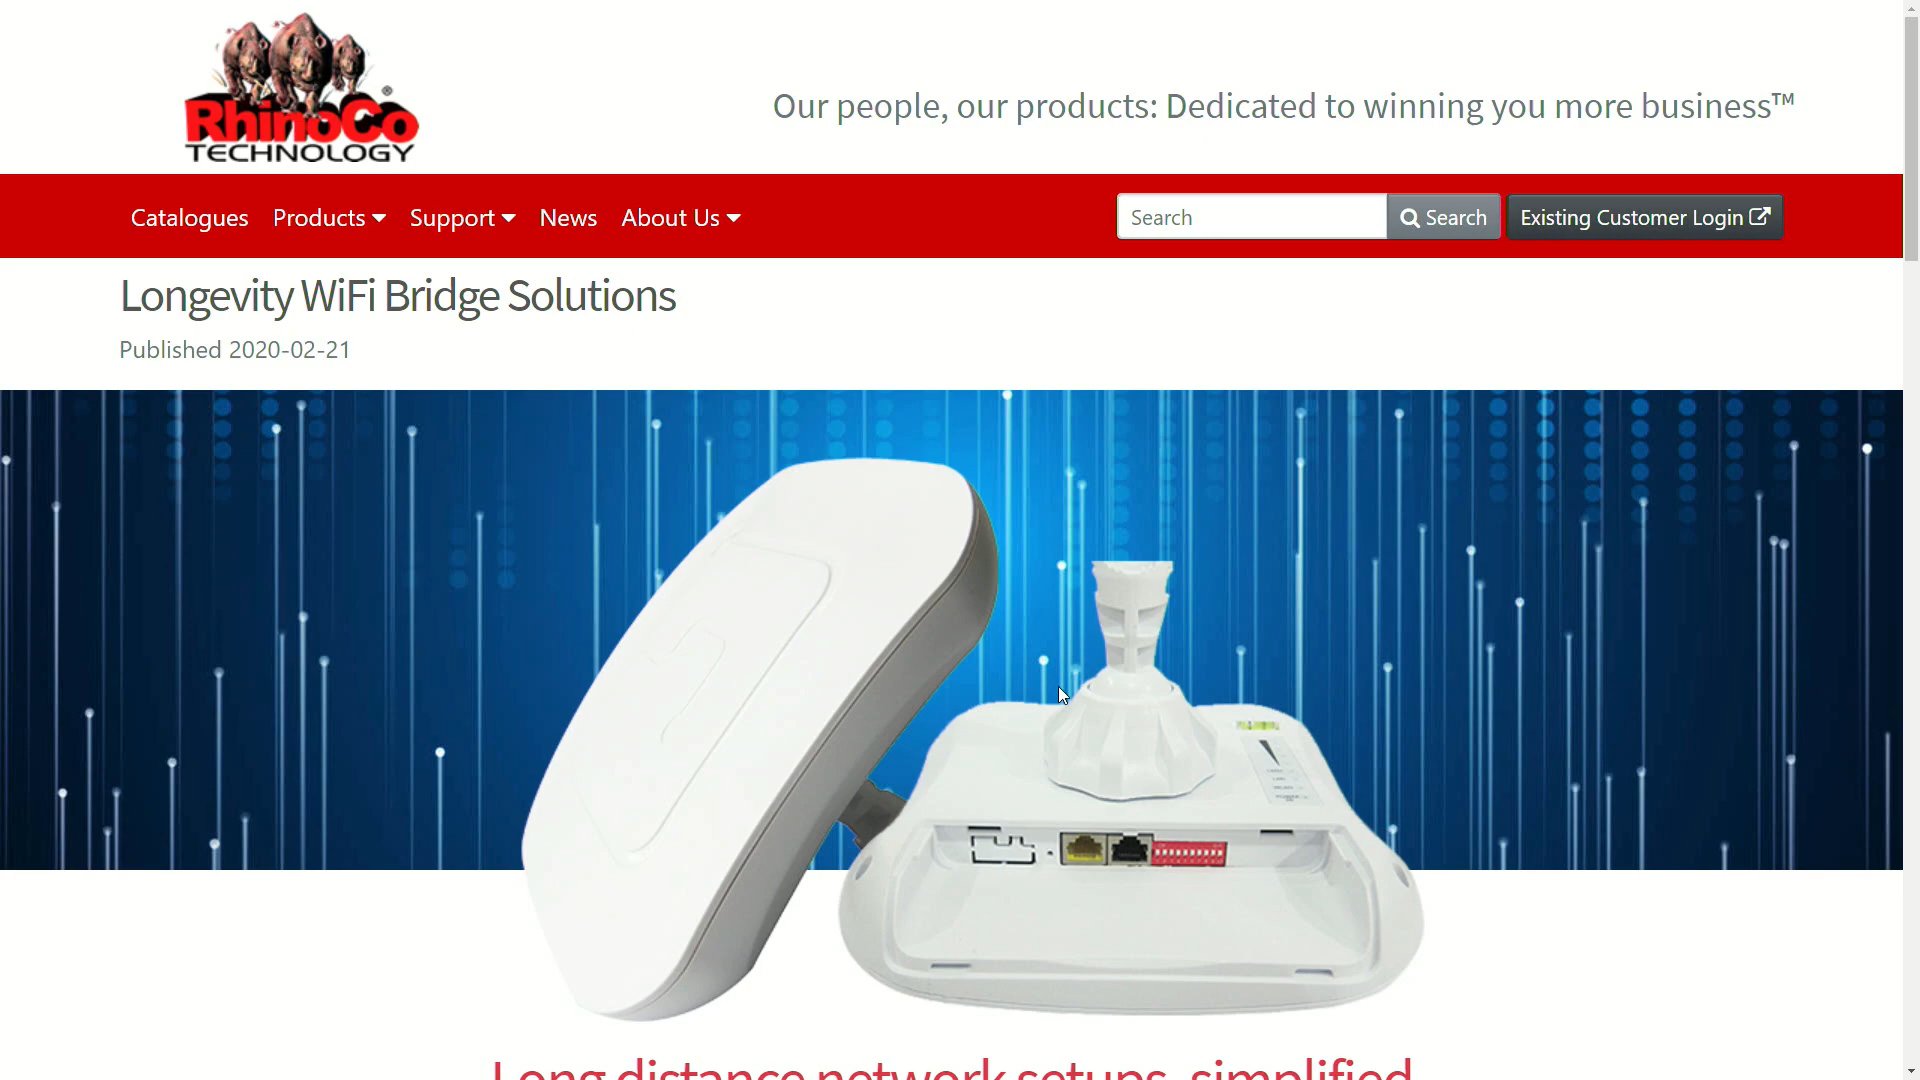 RhinoCo®
TECHNOLOGY
Our people, our products: Dedicated to winning you more business™
Catalogues Products Support News About Us
Search Search Existing Customer Login
Longevity WiFi Bridge Solutions
Published 2020-02-21
Long distance network setups, simplified